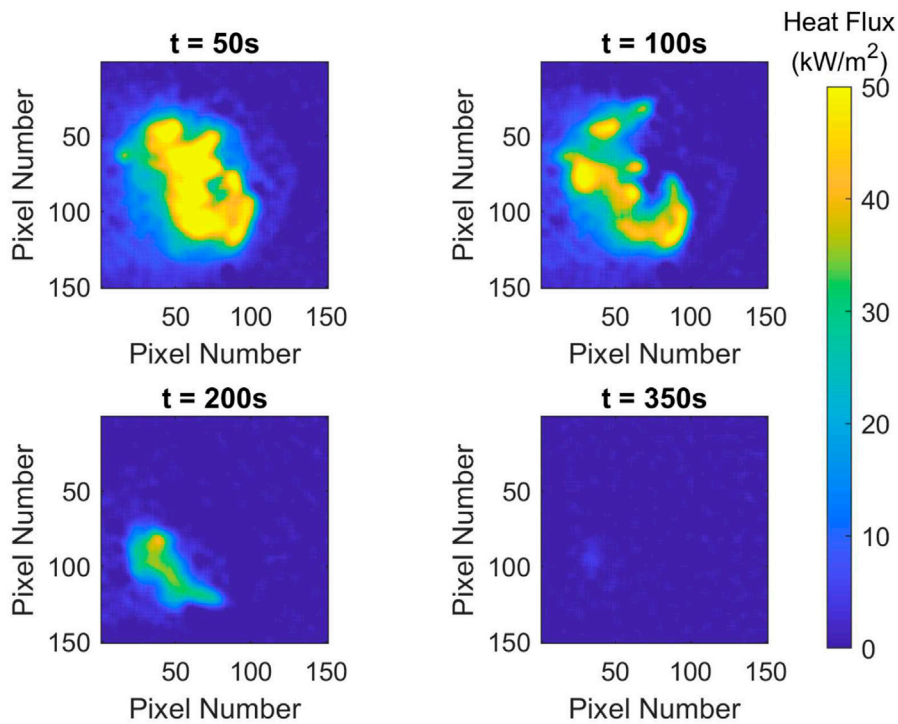 t = 50s
Pixel Number
50
100
150
50 100 150
Pixel Number
t = 100s
Pixel Number
50
100
150
50 100 150
Pixel Number
Heat Flux
(kW/m²)
50
40
30
20
10
0
t = 200s
Pixel Number
50
100
150
50 100 150
Pixel Number
t = 350s
Pixel Number
50
100
150
50 100 150
Pixel Number